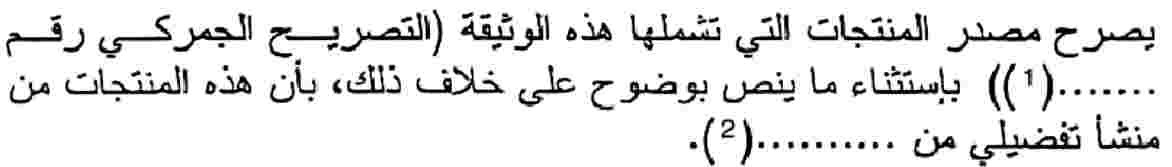 يصرح مصدر المنتجات التي تشملها هذه الوثيقة (التصريح الجمركي رقم
.......(1)) بإستثناء ما ينص بوضوح على خلاف ذلك، بأن هذه المنتجات من
منشأ تفضيلي من ..........(2).